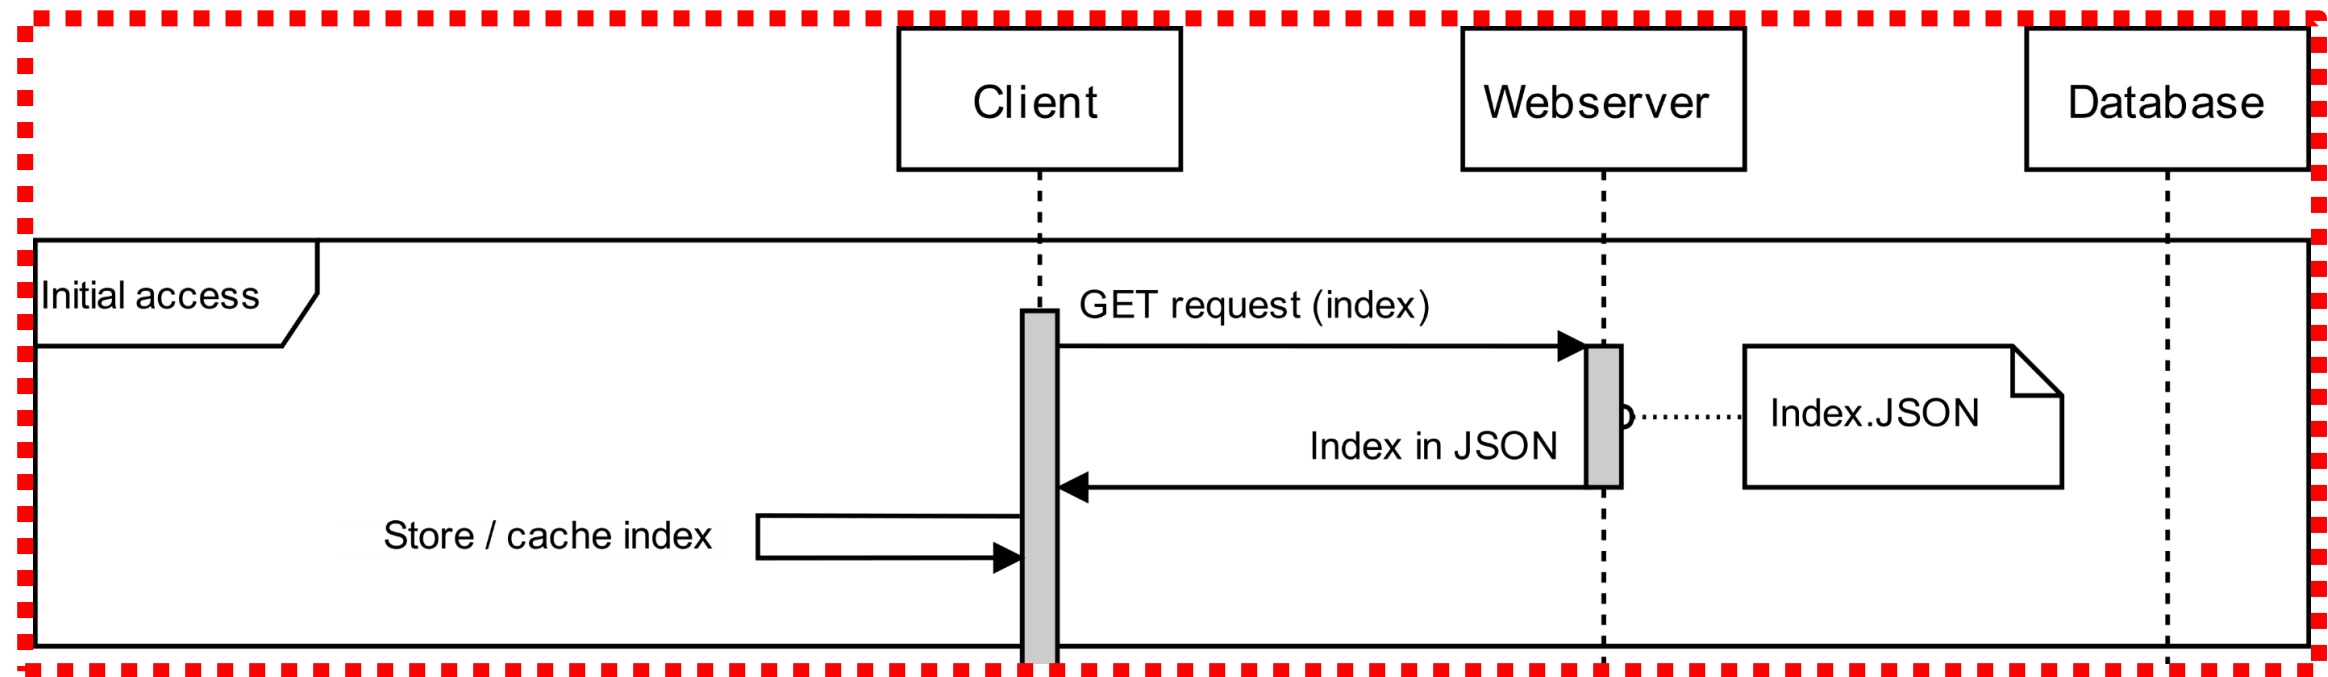 Client
Webserver
Database
Initial access
GET request (index)
Index.JSON
Index in JSON
Store / cache index